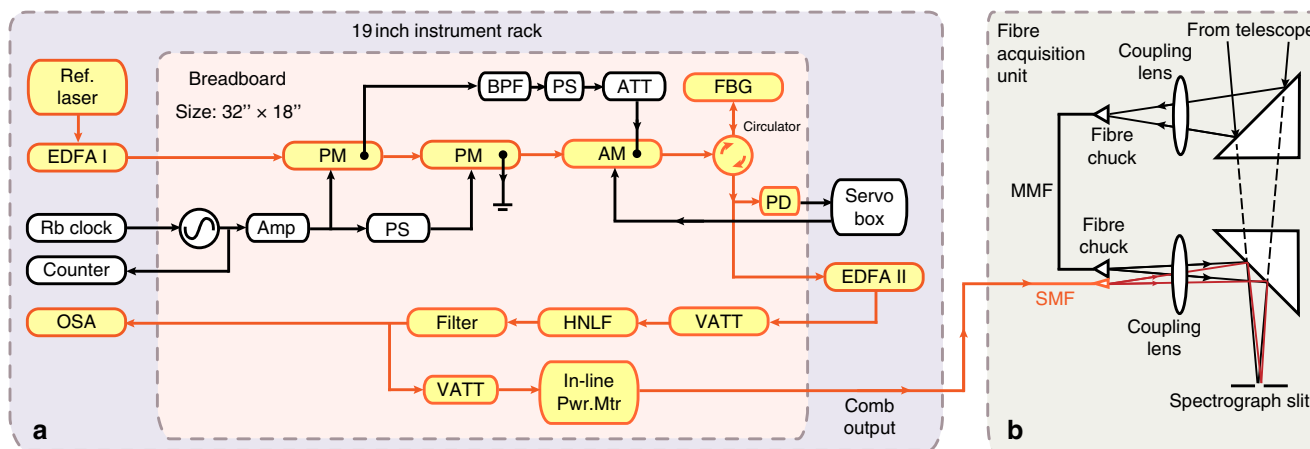 19 inch instrument rack
Ref.
laser
EDFA I
Rb clock
Counter
OSA
Breadboard
Size: 32’’ × 18’’
BPF
PS
ATT
FBG
Circulator
PM
PM
AM
PD
Servo
box
Amp
PS
EDFA II
Filter
HNLF
VATT
VATT
In-line
Pwr.Mtr
Comb
output
a
Fibre
acquisition
unit
Coupling
lens
From telescope
Fibre
chuck
MMF
Fibre
chuck
SMF
Coupling
lens
Spectrograph slit
b